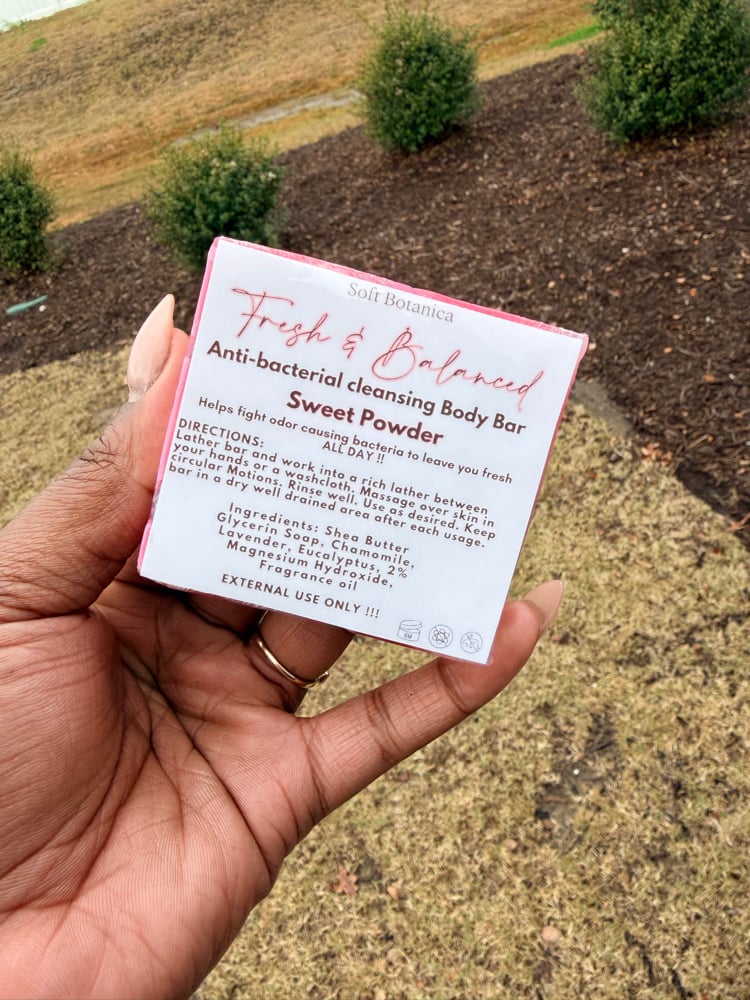 Soft Botanica
Fresh & Balanced
Anti-bacterial cleansing Body Bar
Sweet Powder
Helps fight odor causing bacteria to leave you fresh
ALL DAY !!
DIRECTIONS:
Lather bar and work into a rich lather between
your hands or a washcloth, Massage over skin in
circular Motions. Rinse well. Use as desired. Keep
bar in a dry well drained area after each usage.
Ingredients: Shea Butter
Glycerin Soap, Chamomile,
Lavender, Eucalyptus, 2%
Magnesium Hydroxide,
Fragrance oil
EXTERNAL USE ONLY !!!
6M